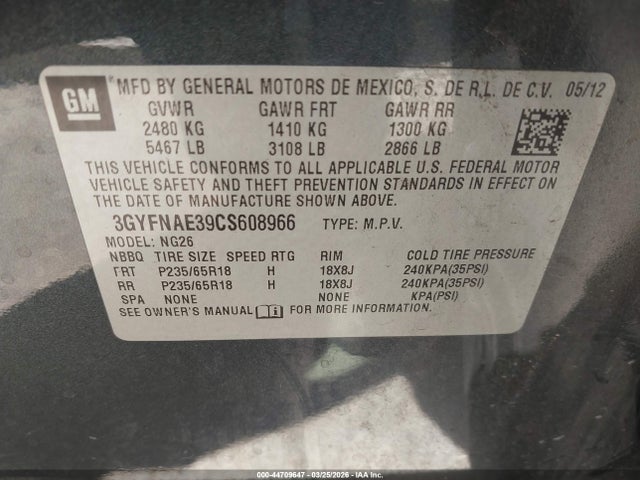 GM
MFD BY GENERAL MOTORS DE MEXICO, S. DE R.L. DE C.V. 05/12
GVWR GAWR FRT GAWR RR
2480 KG 1410 KG 1300 KG
5467 LB 3108 LB 2866 LB
THIS VEHICLE CONFORMS TO ALL APPLICABLE U.S. FEDERAL MOTOR
VEHICLE SAFETY AND THEFT PREVENTION STANDARDS IN EFFECT ON
THE DATE OF MANUFACTURE SHOWN ABOVE.
3GYFNAE39CS608966 TYPE: M.P.V.
MODEL: NG26
NBBQ TIRE SIZE SPEED RTG RIM COLD TIRE PRESSURE
FRT P235/65R18 H 18X8J 240KPA(35PSI)
RR P235/65R18 H 18X8J 240KPA(35PSI)
SPA NONE NONE KPA(PSI)
SEE OWNER'S MANUAL FOR MORE INFORMATION.
000-44709647 - 03/25/2026 - IAA Inc.